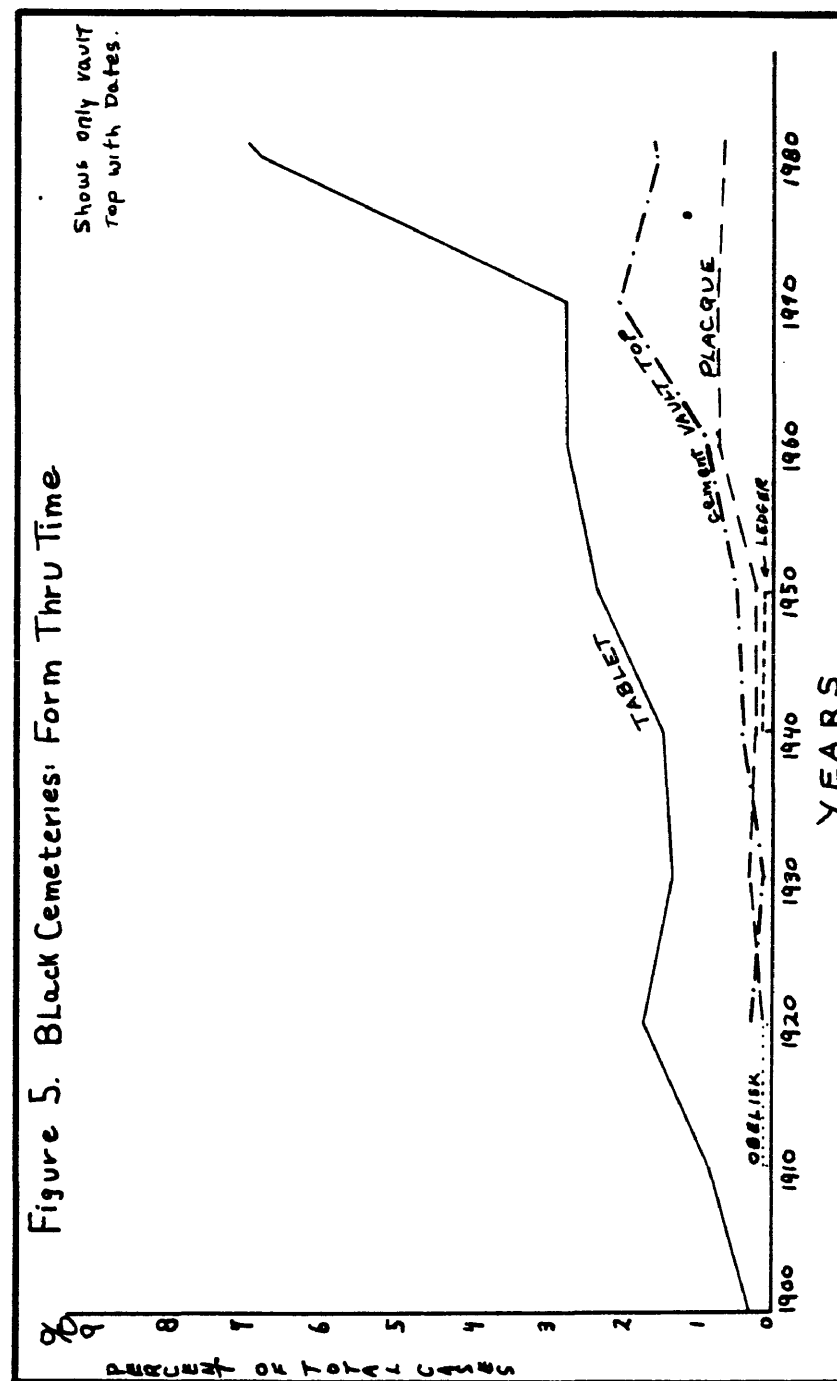 Figure 5. Black Cemeteries: Form Thru Time
Shows only vault
Top with Dates.
%
9
8
7
6
5
4
3
2
1
0
PERCENT OF TOTAL CASES
TABLET
CEMENT VAULT TOP
PLACQUE
OBELISK
LEDGER
1900
1910
1920
1930
1940
1950
1960
1970
1980
YEARS